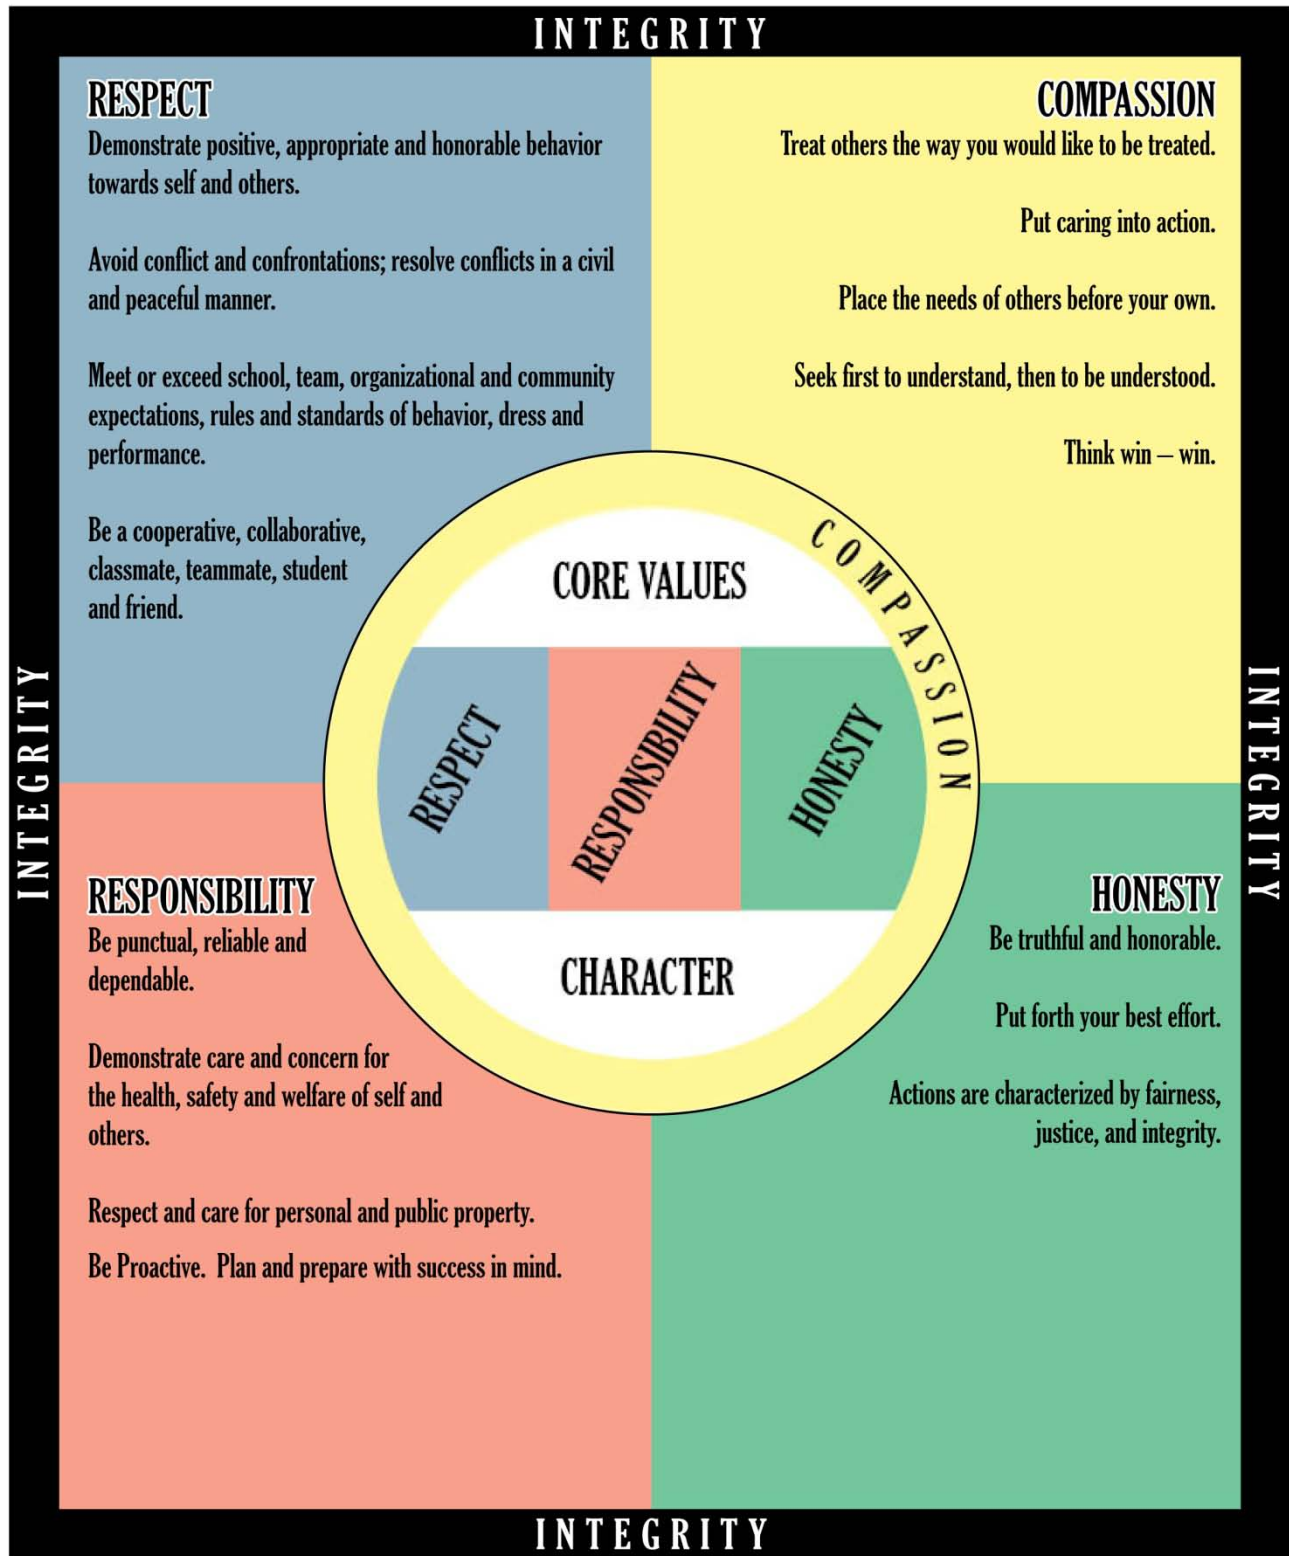 INTEGRITY
RESPECT
Demonstrate positive, appropriate and honorable behavior
towards self and others.
Avoid conflict and confrontations; resolve conflicts in a civil
and peaceful manner.
Meet or exceed school, team, organizational and community
expectations, rules and standards of behavior, dress and
performance.
Be a cooperative, collaborative,
classmate, teammate, student
and friend.
COMPASSION
Treat others the way you would like to be treated.
Put caring into action.
Place the needs of others before your own.
Seek first to understand, then to be understood.
Think win – win.
INTEGRITY
COMPASSION
CORE VALUES
RESPECT
RESPONSIBILITY
HONESTY
CHARACTER
INTEGRITY
RESPONSIBILITY
Be punctual, reliable and
dependable.
Demonstrate care and concern for
the health, safety and welfare of self and
others.
Respect and care for personal and public property.
Be Proactive.  Plan and prepare with success in mind.
HONESTY
Be truthful and honorable.
Put forth your best effort.
Actions are characterized by fairness,
justice, and integrity.
INTEGRITY